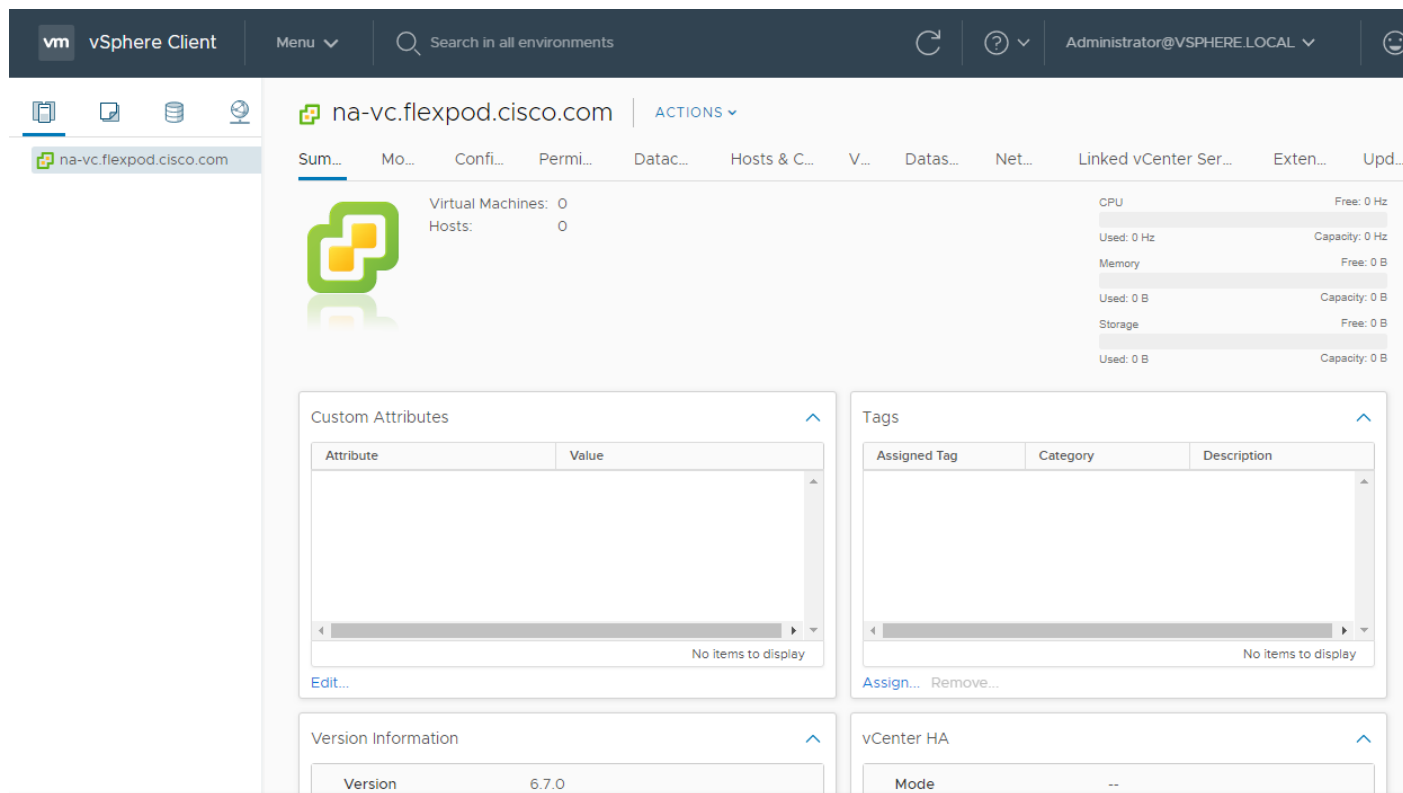 vm vSphere Client Menu Search in all environments Administrator@VSPHERE.LOCAL
na-vc.flexpod.cisco.com
na-vc.flexpod.cisco.com ACTIONS
Sum... Mo... Confi... Permi... Datac... Hosts & C... V... Datas... Net... Linked vCenter Ser... Exten... Upd...
Virtual Machines: 0
Hosts: 0
CPU Free: 0 Hz
Used: 0 Hz Capacity: 0 Hz
Memory Free: 0 B
Used: 0 B Capacity: 0 B
Storage Free: 0 B
Used: 0 B Capacity: 0 B
Custom Attributes
Attribute Value
No items to display
Edit...
Tags
Assigned Tag Category Description
No items to display
Assign... Remove...
Version Information
Version 6.7.0
vCenter HA
Mode --